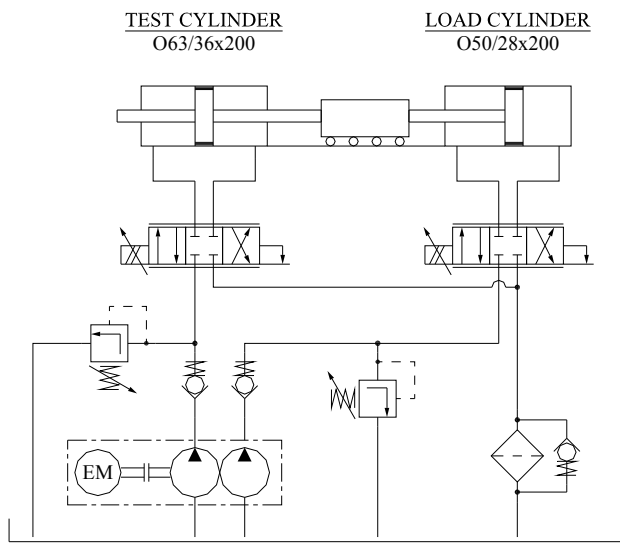 TEST CYLINDER
O63/36x200
LOAD CYLINDER
O50/28x200
EM